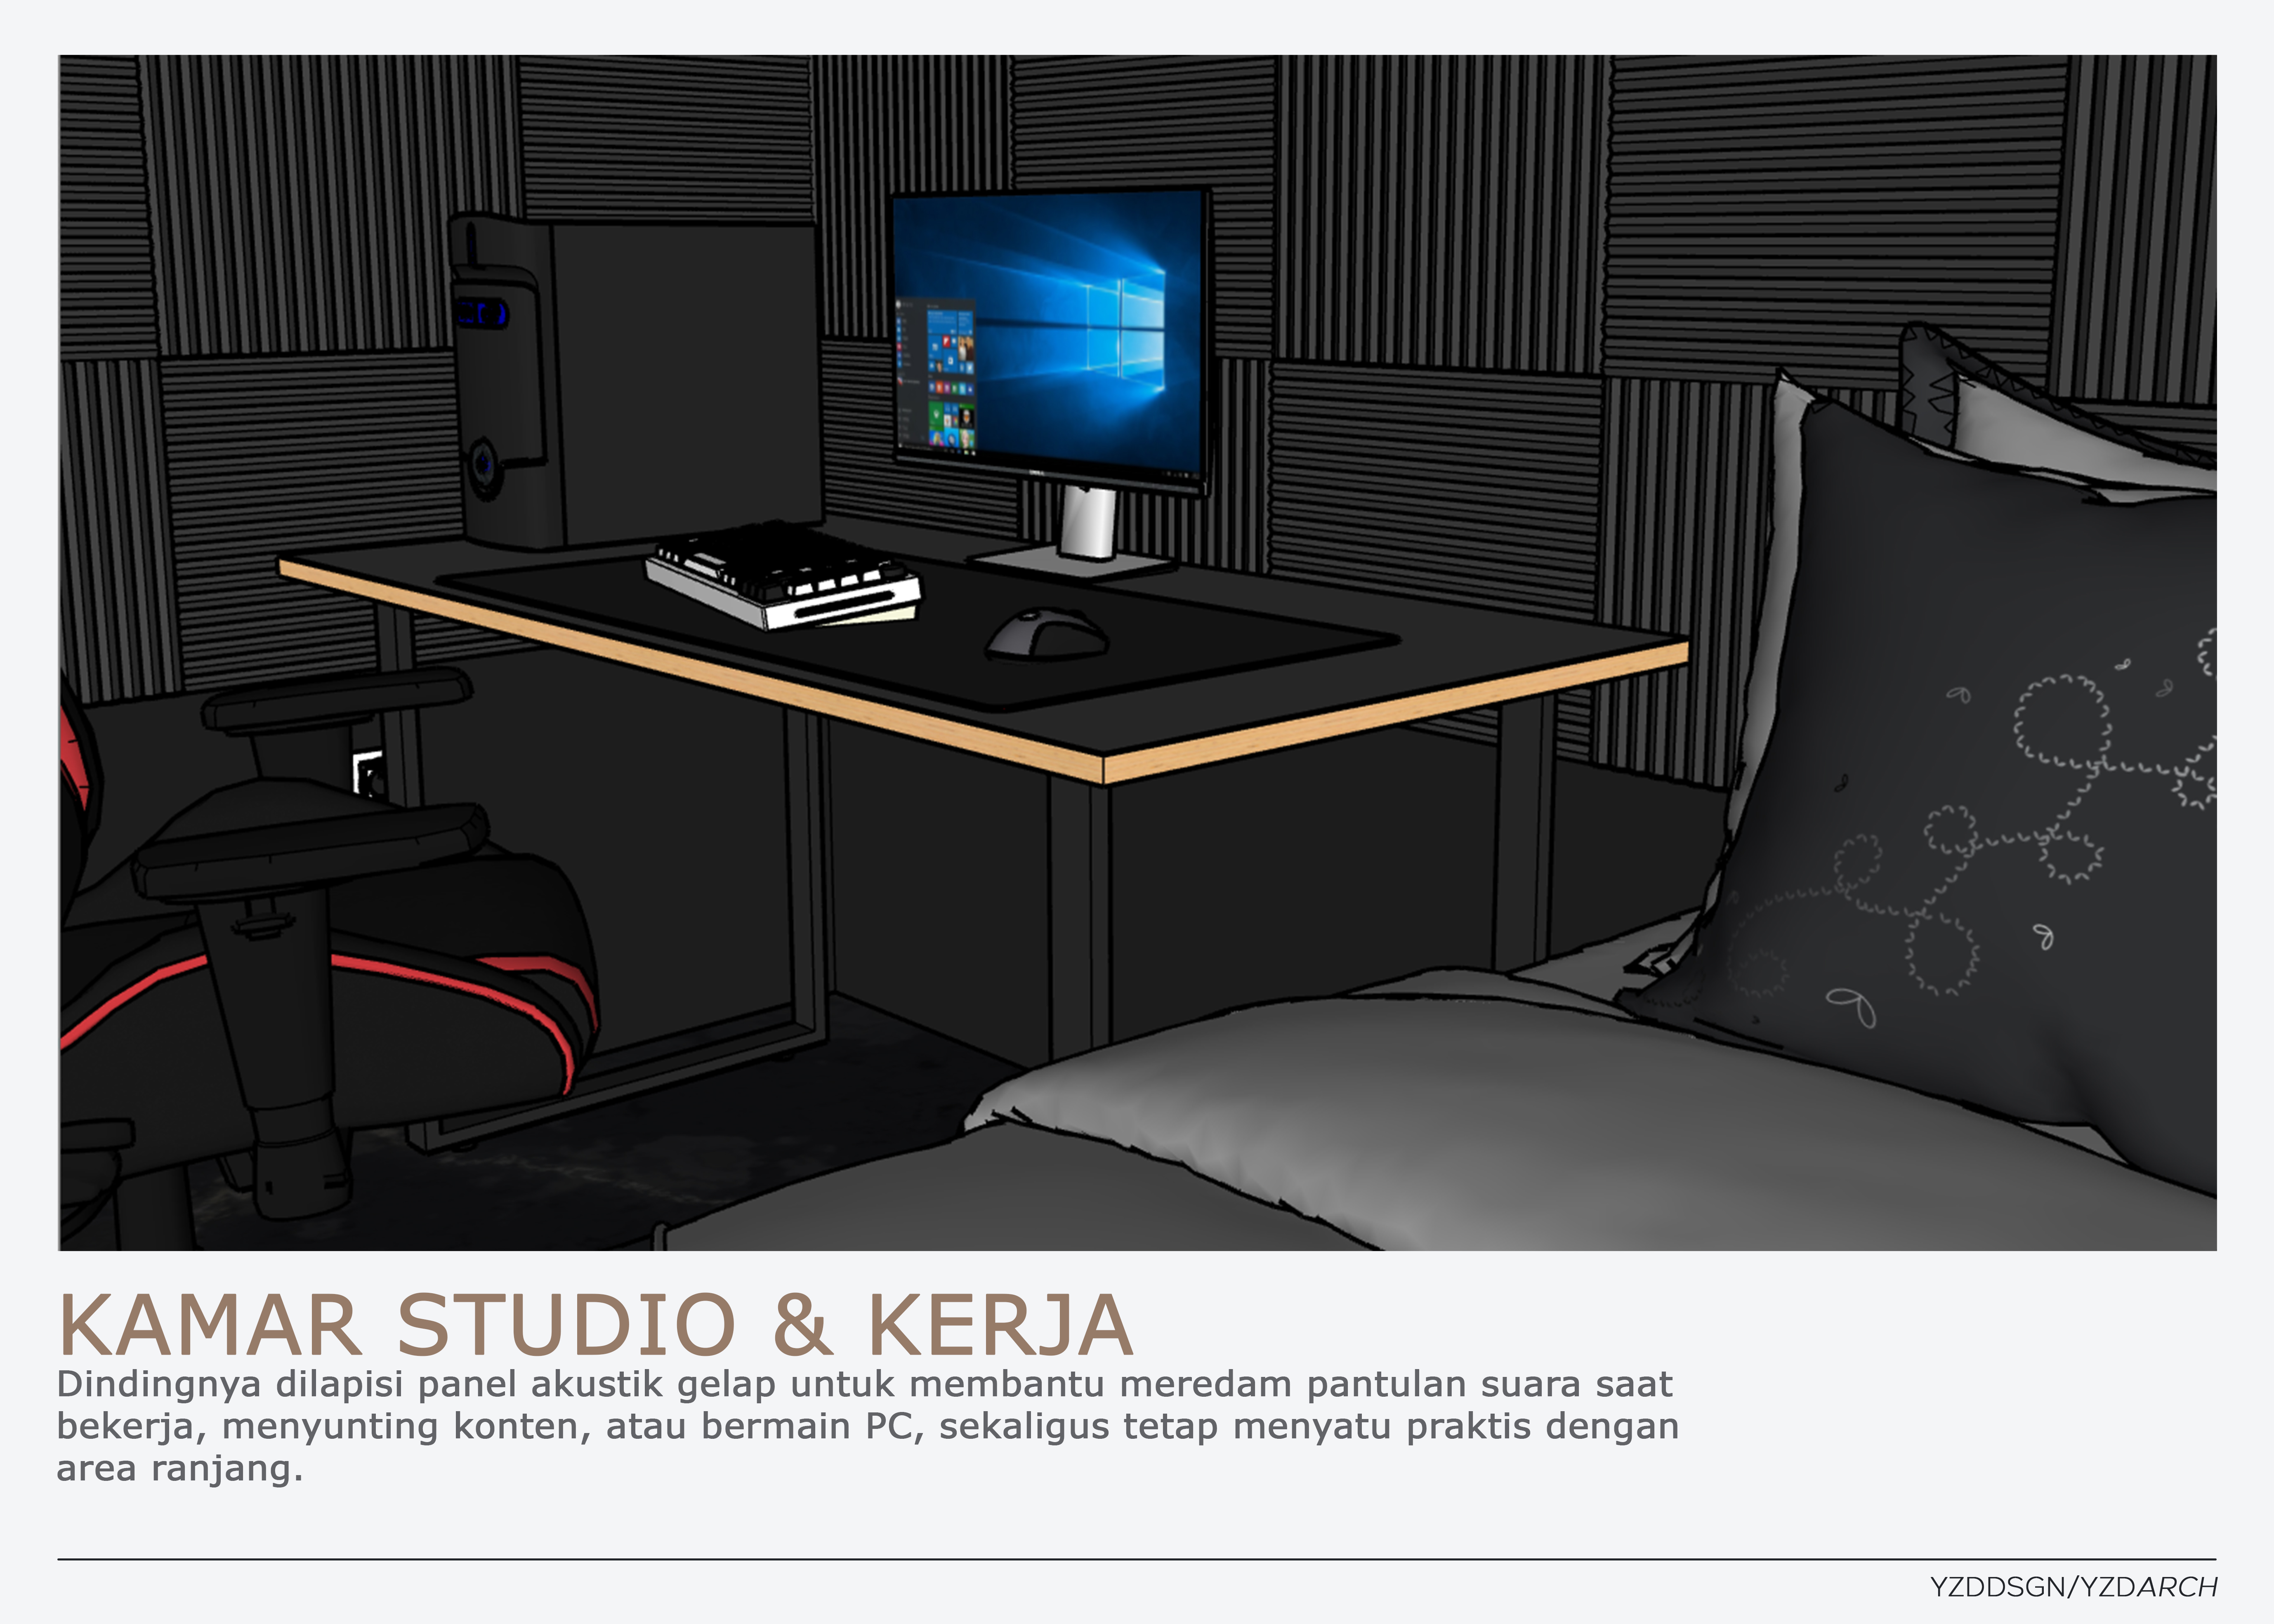 KAMAR STUDIO & KERJA
Dindingnya dilapisi panel akustik gelap untuk membantu meredam pantulan suara saat
bekerja, menyunting konten, atau bermain PC, sekaligus tetap menyatu praktis dengan
area ranjang.
YZDDSGN/YZDARCH